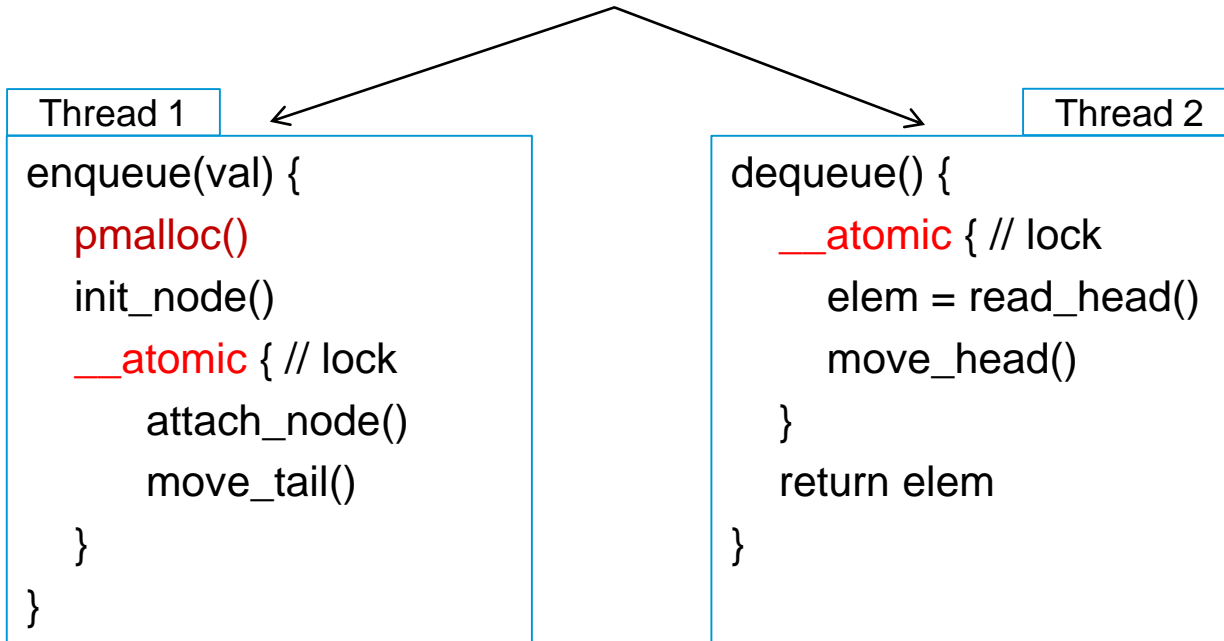 Thread 1
enqueue(val) {
pmalloc()
init_node()
__atomic { // lock
attach_node()
move_tail()
}
}
Thread 2
dequeue() {
__atomic { // lock
elem = read_head()
move_head()
}
return elem
}